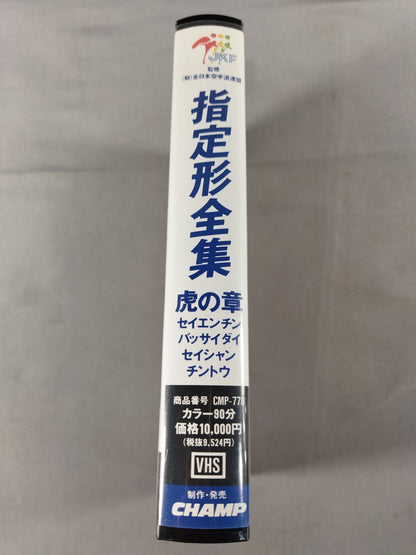 JKF
監修
(財)全日本空手道連盟
指定形全集
虎の章
セイエンチン
バッサイダイ
セイシャン
チントウ
商品番号 CMP-778
カラー90分
価格10,000円
(税抜9,524円)
VHS
制作・発売
CHAMP